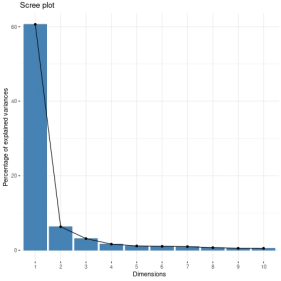 Scree plot
Percentage of explained variances
60
40
20
0
1 2 3 4 5 6 7 8 9 10
Dimensions